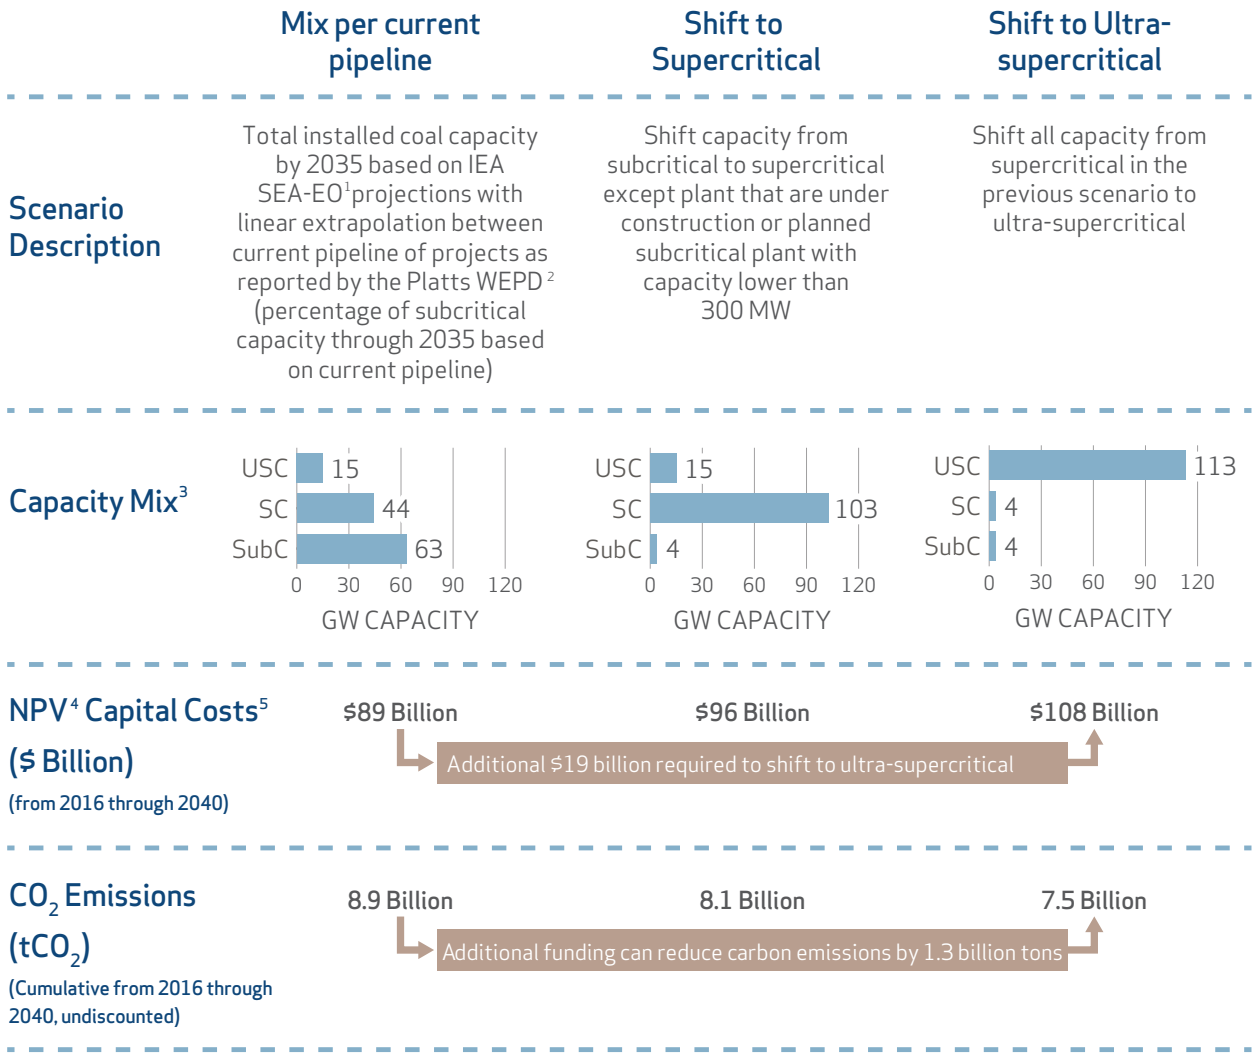 Mix per current
pipeline
Shift to
Supercritical
Shift to Ultra-
supercritical
Scenario
Description
Total installed coal capacity
by 2035 based on IEA
SEA-EO¹projections with
linear extrapolation between
current pipeline of projects as
reported by the Platts WEPD ²
(percentage of subcritical
capacity through 2035 based
on current pipeline)
Shift capacity from
subcritical to supercritical
except plant that are under
construction or planned
subcritical plant with
capacity lower than
300 MW
Shift all capacity from
supercritical in the
previous scenario to
ultra-supercritical
Capacity Mix³
USC 15
SC 44
SubC 63
0 30 60 90 120
GW CAPACITY
USC 15
SC 103
SubC 4
0 30 60 90 120
GW CAPACITY
USC 113
SC 4
SubC 4
0 30 60 90 120
GW CAPACITY
NPV⁴ Capital Costs⁵
($ Billion)
(from 2016 through 2040)
$89 Billion
$96 Billion
$108 Billion
Additional $19 billion required to shift to ultra-supercritical
CO₂ Emissions
(tCO₂)
(Cumulative from 2016 through
2040, undiscounted)
8.9 Billion
8.1 Billion
7.5 Billion
Additional funding can reduce carbon emissions by 1.3 billion tons